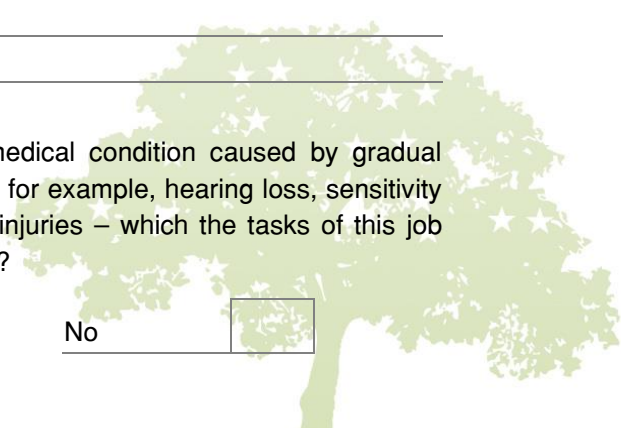 medical condition caused by gradual
for example, hearing loss, sensitivity
injuries – which the tasks of this job
?
No